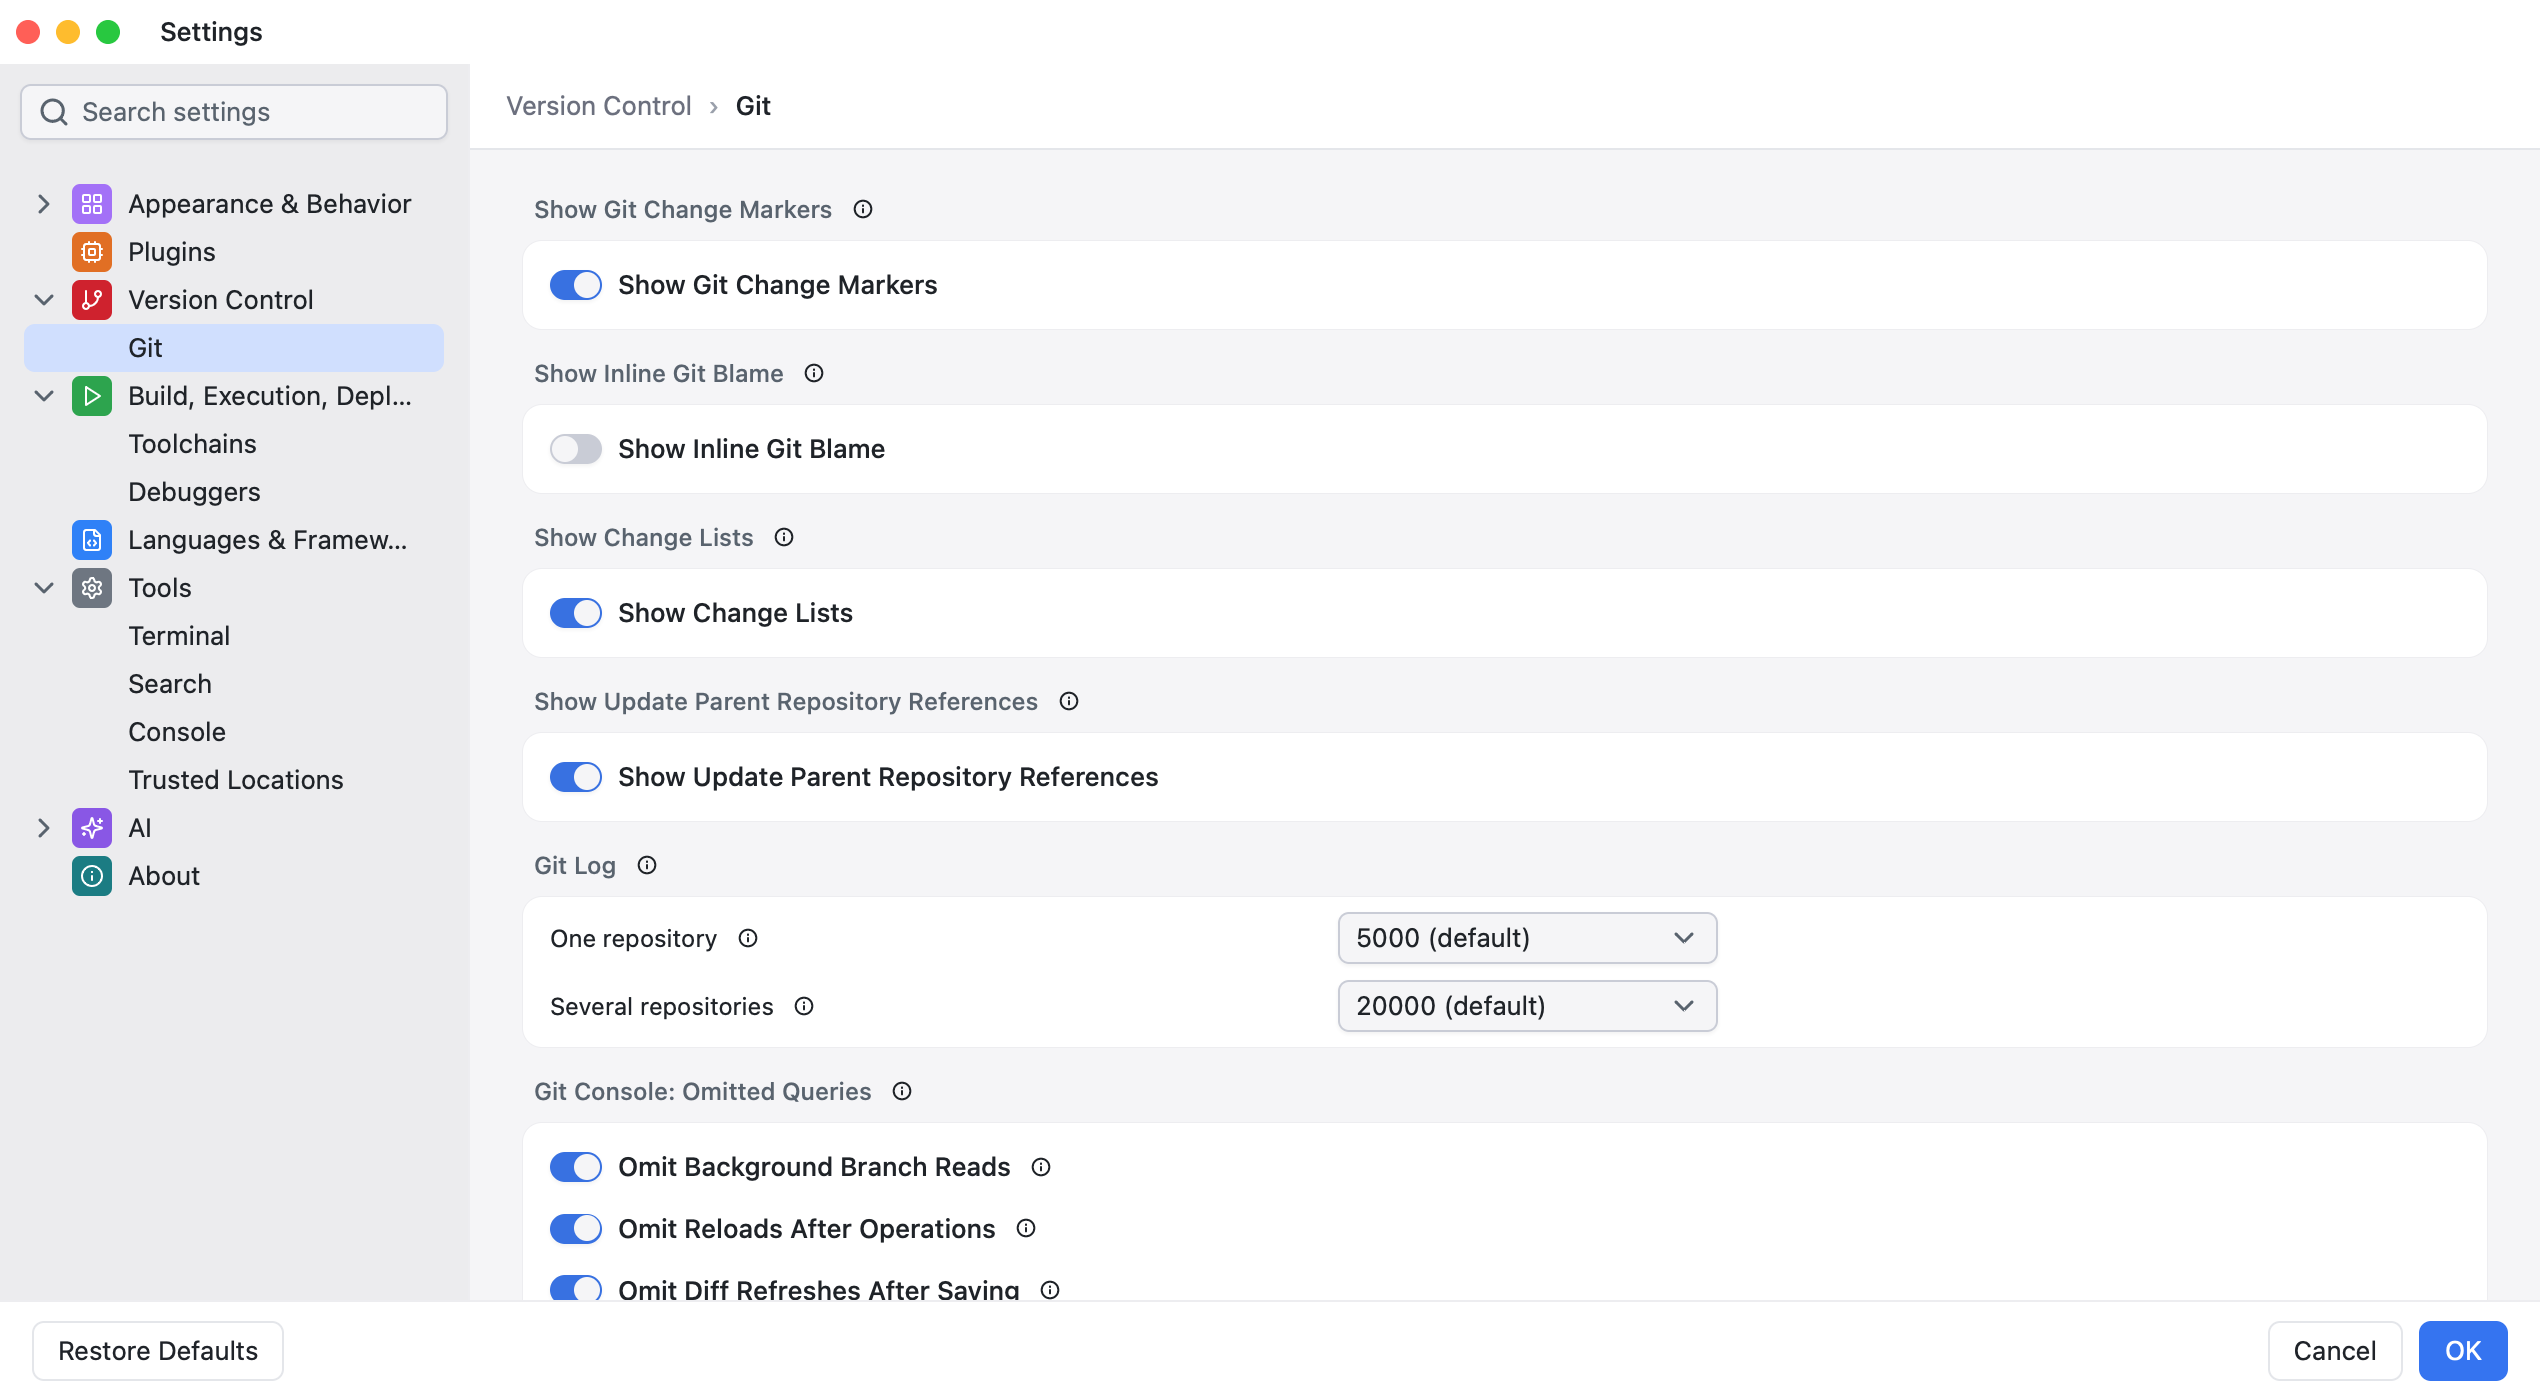 Settings
Search settings
Appearance & Behavior
Plugins
Version Control
Git
Build, Execution, Depl...
Toolchains
Debuggers
Languages & Framew...
Tools
Terminal
Search
Console
Trusted Locations
AI
About
Version Control › Git
Show Git Change Markers
Show Git Change Markers
Show Inline Git Blame
Show Inline Git Blame
Show Change Lists
Show Change Lists
Show Update Parent Repository References
Show Update Parent Repository References
Git Log
One repository 5000 (default)
Several repositories 20000 (default)
Git Console: Omitted Queries
Omit Background Branch Reads
Omit Reloads After Operations
Omit Diff Refreshes After Saving
Restore Defaults Cancel OK